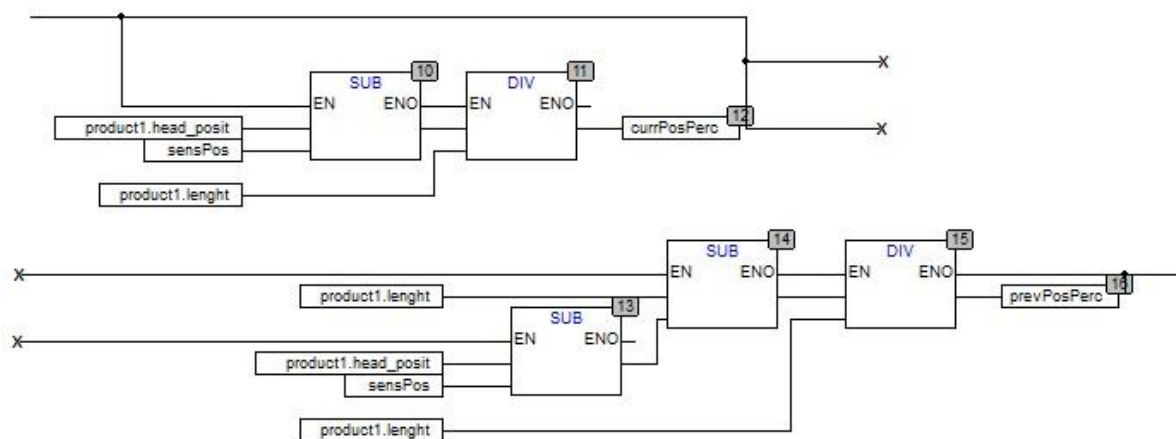 10
11
SUB
DIV
EN
ENO
EN
ENO
12
product1.head_posit
currPosPerc
X
sensPos
X
product1.lenght
14
15
SUB
DIV
X
EN
ENO
EN
ENO
16
product1.lenght
prevPosPerc
13
SUB
X
EN
ENO
product1.head_posit
sensPos
product1.lenght